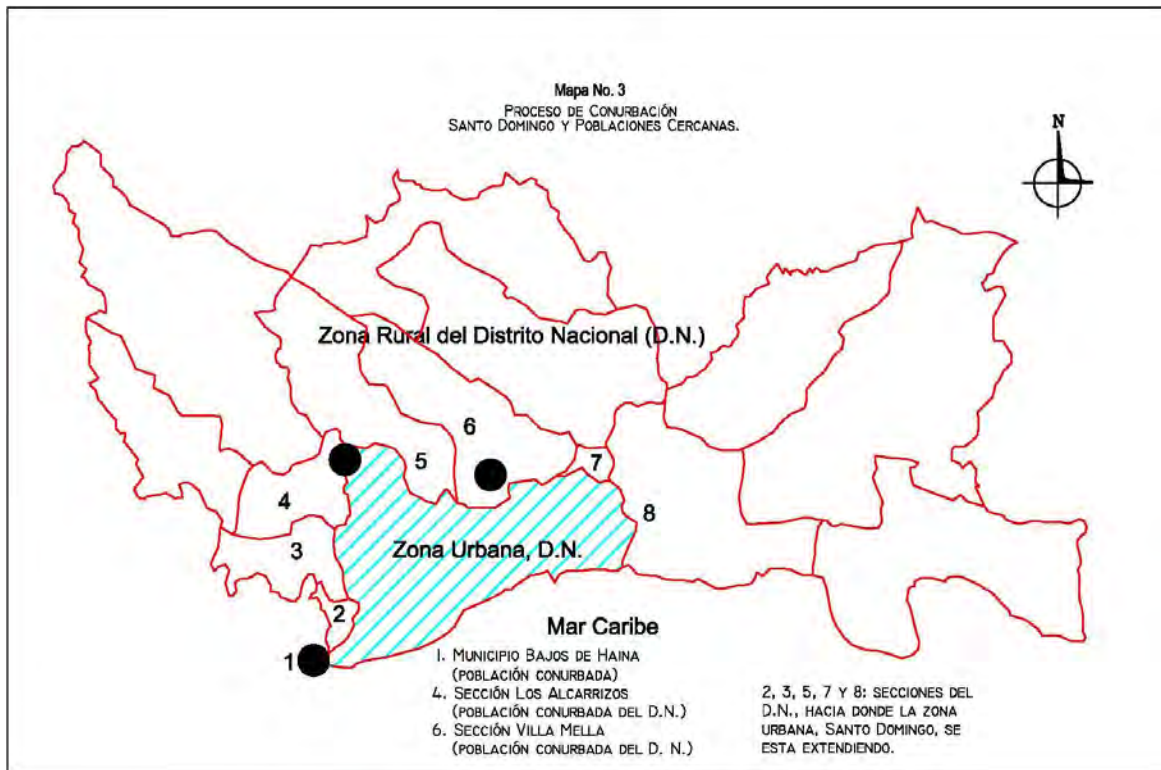 Mapa No. 3
PROCESO DE CONURBACIÓN
SANTO DOMINGO Y POBLACIONES CERCANAS.
N
Zona Rural del Distrito Nacional (D.N.)
6
5
7
4
8
3
Zona Urbana, D.N.
2
1
Mar Caribe
1. MUNICIPIO BAJOS DE HAINA
(POBLACIÓN CONURBADA)
4. SECCIÓN LOS ALCARRIZOS
(POBLACIÓN CONURBADA DEL D.N.)
6. SECCIÓN VILLA MELLA
(POBLACIÓN CONURBADA DEL D. N.)
2, 3, 5, 7 Y 8: SECCIONES DEL
D.N., HACIA DONDE LA ZONA
URBANA, SANTO DOMINGO, SE
ESTA EXTENDIENDO.